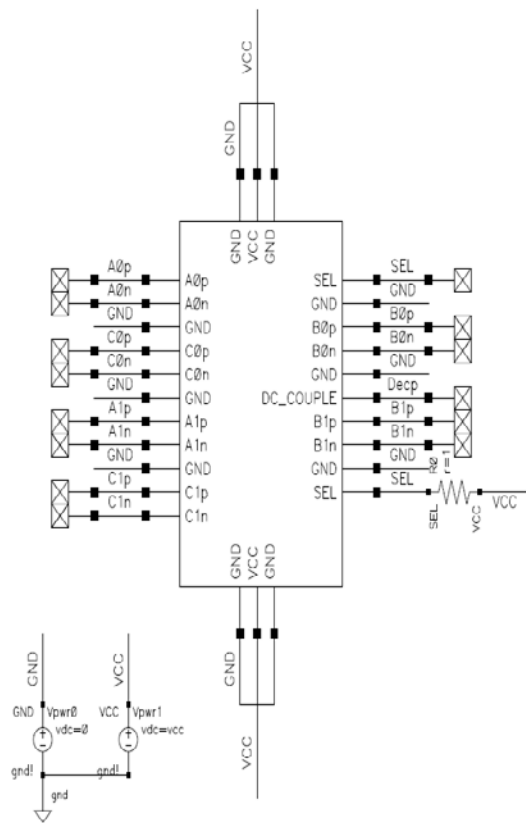 VCC
GND
GND VCC GND
A0p A0p SEL SEL
A0n A0n GND GND
GND GND B0p B0p
C0p C0p B0n B0n
C0n C0n GND GND
GND GND DC_COUPLE Decp
A1p A1p B1p B1p
A1n A1n B1n B1n
GND GND GND GND
C1p C1p SEL SEL R0 r=1
C1n C1n SEL VCC VCC
GND VCC GND
GND
VCC
GND VCC
GND Vpwr0 VCC Vpwr1
vdc=0 vdc=vcc
gnd! gnd!
gnd